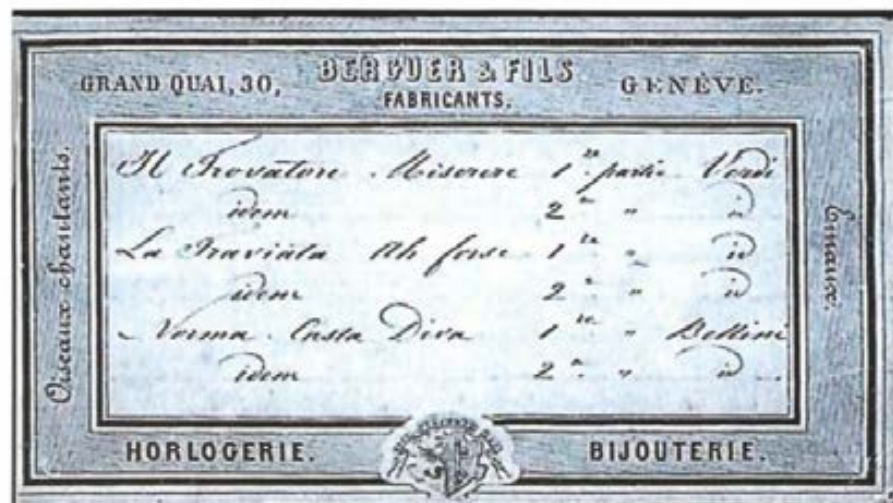 BERGUER & FILS
GRAND QUAI, 30, FABRICANTS. GENÈVE.
Oiseaux chantants.
Il Trovatore Miserere 1re partie Verdi
idem 2e " id
La Traviata Ah forse 1re " id
idem 2e " id
Norma Casta Diva 1re " Bellini
idem 2e " id
Emaux.
HORLOGERIE. BIJOUTERIE.